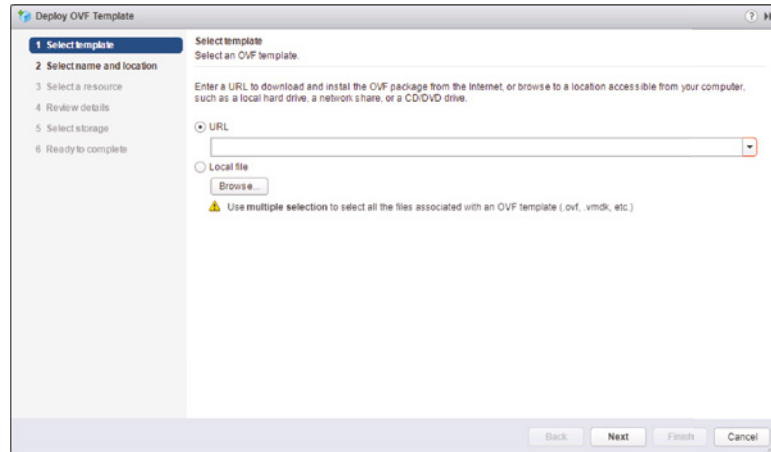 Deploy OVF Template
?
1 Select template
2 Select name and location
3 Select a resource
4 Review details
5 Select storage
6 Ready to complete
Select template
Select an OVF template.
Enter a URL to download and install the OVF package from the Internet, or browse to a location accessible from your computer,
such as a local hard drive, a network share, or a CD/DVD drive.
URL
Local file
Browse...
Use multiple selection to select all the files associated with an OVF template (.ovf, .vmdk, etc.)
Back
Next
Finish
Cancel